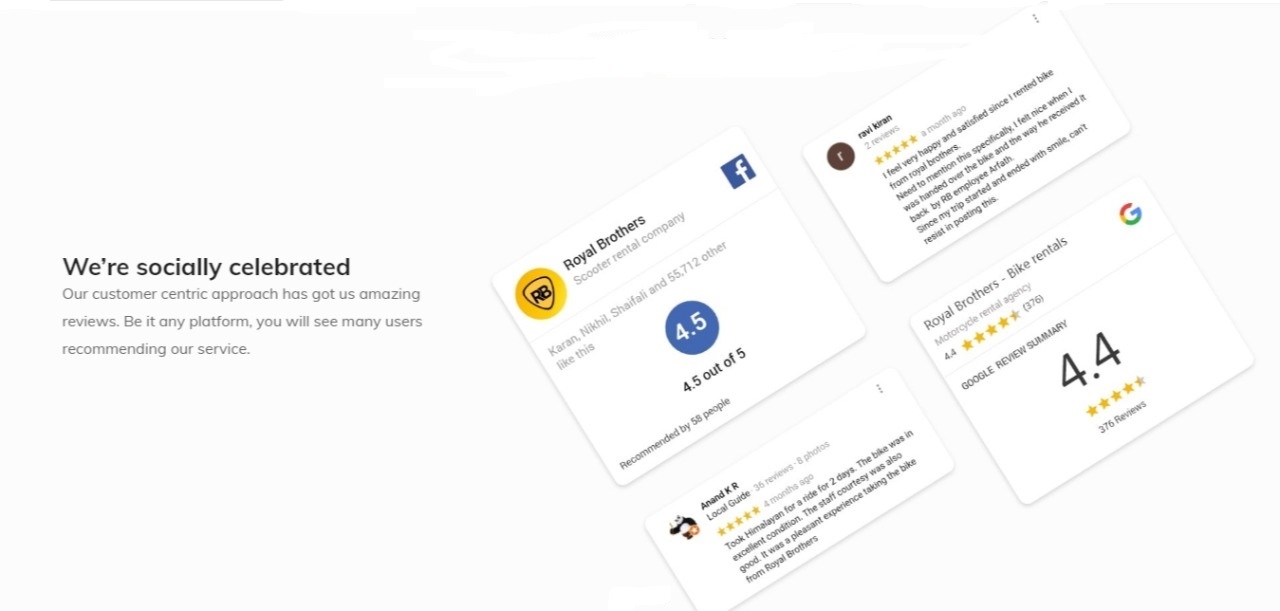 We're socially celebrated
Our customer centric approach has got us amazing
reviews. Be it any platform, you will see many users
recommending our service.
RB
Royal Brothers
Scooter rental company
f
Karan, Nikhil, Shaifali and 55,712 other
like this
4.5
4.5 out of 5
Recommended by 58 people
r
ravi kiran
2 reviews
a month ago
I feel very happy and satisfied since I rented bike
from royal brothers.
Need to mention this specifically, I felt nice when I
was handed over the bike and the way he received it
back by RB employee Arfath.
Since my trip started and ended with smile, can't
resist in posting this.
G
Royal Brothers - Bike rentals
Motorcycle rental agency
4.4 (376)
GOOGLE REVIEW SUMMARY
4.4
376 Reviews
Anand K R
Local Guide · 36 reviews · 8 photos
4 months ago
Took Himalayan for a ride for 2 days. The bike was in
excellent condition. The staff courtesy was also
good. It was a pleasant experience taking the bike
from Royal Brothers